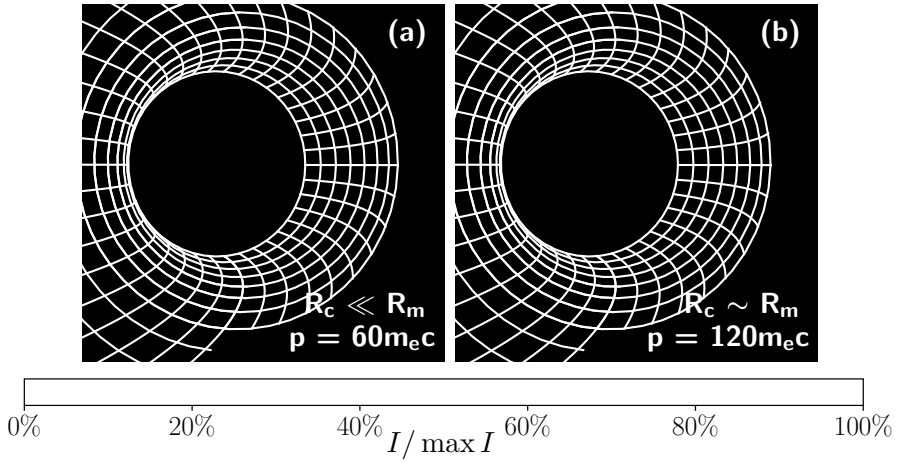 (a)
R_c ≪ R_m
p = 60m_ec
(b)
R_c ∼ R_m
p = 120m_ec
0% 20% 40% 60% 80% 100%
I/ max I